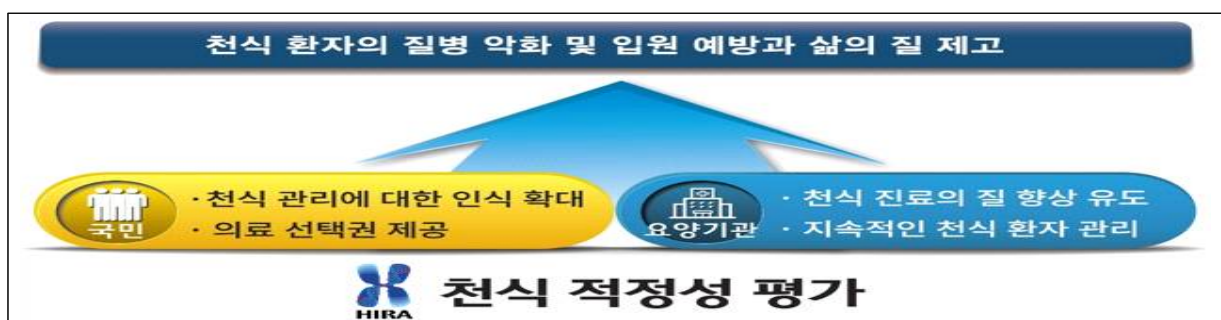 천식 환자의 질병 악화 및 입원 예방과 삶의 질 제고
· 천식 관리에 대한 인식 확대
· 의료 선택권 제공
국민
· 천식 진료의 질 향상 유도
· 지속적인 천식 환자 관리
요양기관
HIRA
천식 적정성 평가